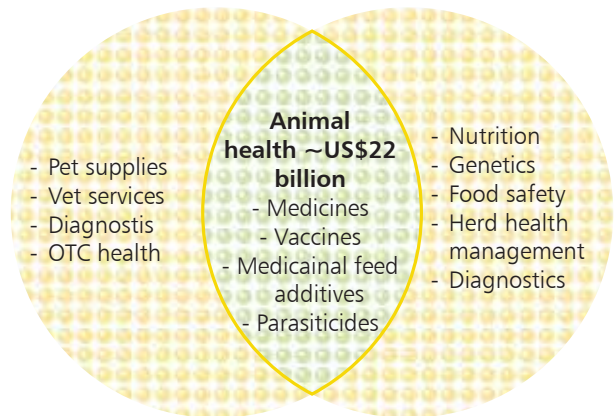 - Pet supplies
- Vet services
- Diagnostis
- OTC health
Animal
health ~US$22
billion
- Medicines
- Vaccines
- Medicainal feed
additives
- Parasiticides
- Nutrition
- Genetics
- Food safety
- Herd health
management
- Diagnostics